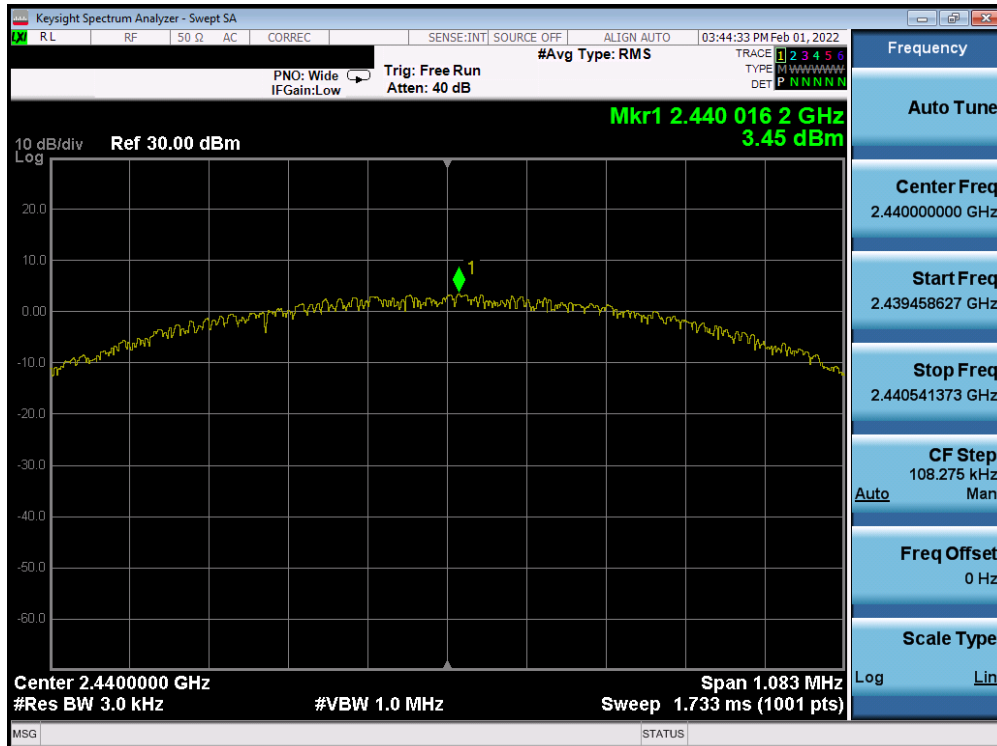 Keysight Spectrum Analyzer - Swept SA
LXI RL RF 50 Ω AC CORREC SENSE:INT SOURCE OFF ALIGN AUTO 03:44:33 PM Feb 01, 2022
PNO: Wide Trig: Free Run #Avg Type: RMS TRACE 1 2 3 4 5 6
IFGain:Low Atten: 40 dB TYPE M W W W W W
DET P N N N N N
Mkr1 2.440 016 2 GHz
3.45 dBm
10 dB/div Ref 30.00 dBm
Log
20.0
10.0
0.00
-10.0
-20.0
-30.0
-40.0
-50.0
-60.0
1
Center 2.4400000 GHz Span 1.083 MHz
#Res BW 3.0 kHz #VBW 1.0 MHz Sweep 1.733 ms (1001 pts)
MSG STATUS
Frequency
Auto Tune
Center Freq
2.440000000 GHz
Start Freq
2.439458627 GHz
Stop Freq
2.440541373 GHz
CF Step
108.275 kHz
Auto Man
Freq Offset
0 Hz
Scale Type
Log Lin